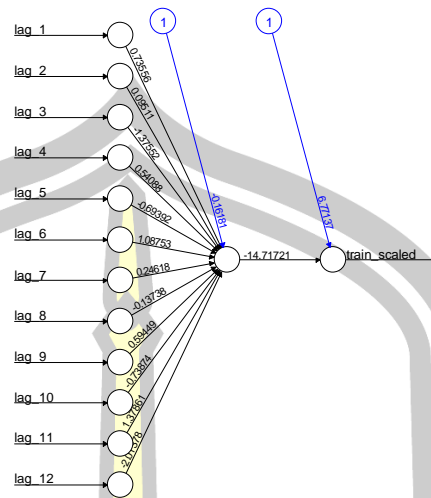 lag_1
1
1
lag_2
0.73556
lag_3
0.09511
lag_4
-1.37552
lag_5
0.54088
lag_6
-0.69392
-0.16181
6.77137
1.08753
lag_7
0.24618
-14.71721
train_scaled
lag_8
-0.13738
lag_9
0.59449
lag_10
-0.73874
lag_11
1.37861
lag_12
-2.01378